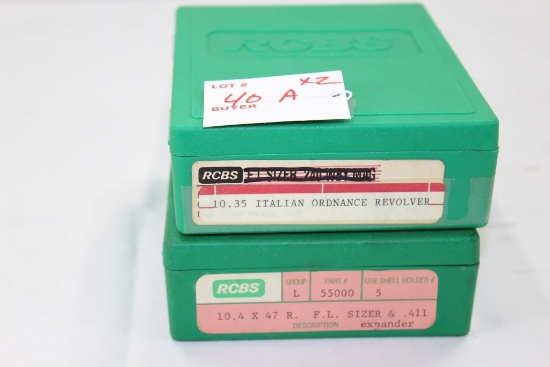 RCBS
LOT # X2
40 A
BUYER
RCBS
10.35 ITALIAN ORDNANCE REVOLVER
RCBS
GROUP PART # USE SHELL HOLDER #
L 55000 5
10.4 X 47 R. F.L. SIZER & .411
DESCRIPTION expander